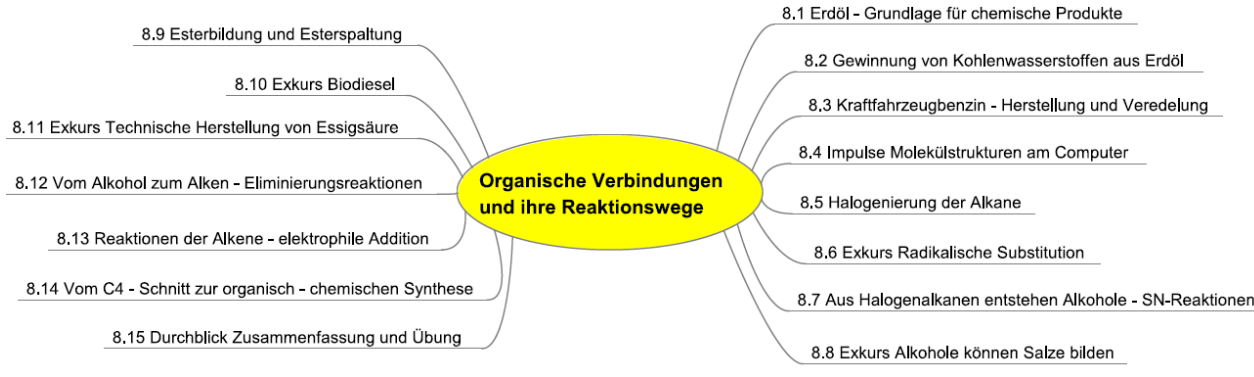 Organische Verbindungen
und ihre Reaktionswege
8.1 Erdöl - Grundlage für chemische Produkte
8.2 Gewinnung von Kohlenwasserstoffen aus Erdöl
8.3 Kraftfahrzeugbenzin - Herstellung und Veredelung
8.4 Impulse Molekülstrukturen am Computer
8.5 Halogenierung der Alkane
8.6 Exkurs Radikalische Substitution
8.7 Aus Halogenalkanen entstehen Alkohole - SN-Reaktionen
8.8 Exkurs Alkohole können Salze bilden
8.9 Esterbildung und Esterspaltung
8.10 Exkurs Biodiesel
8.11 Exkurs Technische Herstellung von Essigsäure
8.12 Vom Alkohol zum Alken - Eliminierungsreaktionen
8.13 Reaktionen der Alkene - elektrophile Addition
8.14 Vom C4 - Schnitt zur organisch - chemischen Synthese
8.15 Durchblick Zusammenfassung und Übung